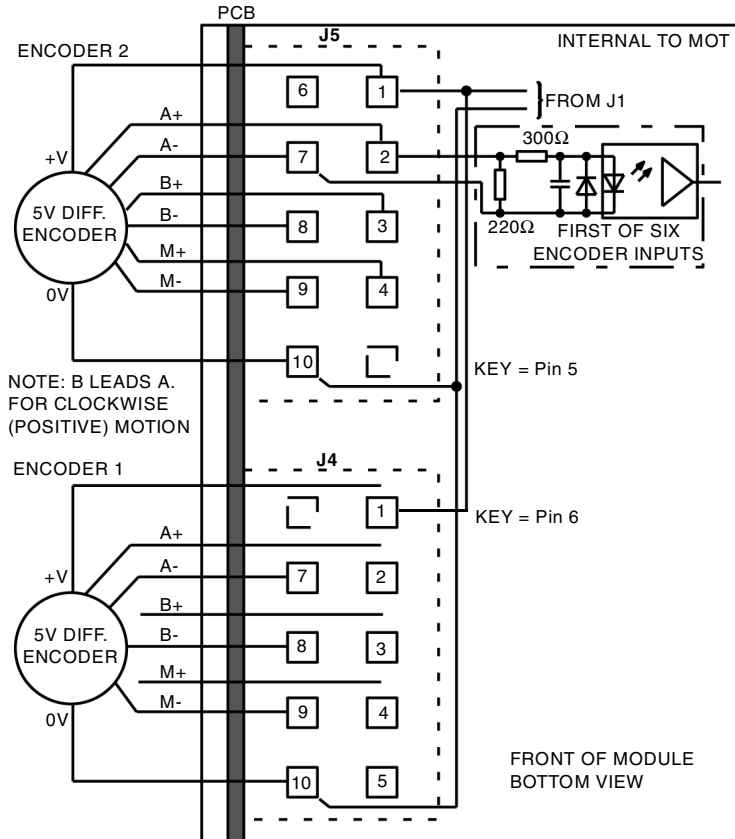 PCB
J5
INTERNAL TO MOT
ENCODER 2
6
1
FROM J1
A+
A-
+V
7
2
300Ω
B+
5V DIFF.
ENCODER
B-
8
3
220Ω
FIRST OF SIX
ENCODER INPUTS
M+
M-
0V
9
4
10
KEY = Pin 5
NOTE: B LEADS A.
FOR CLOCKWISE
(POSITIVE) MOTION
J4
ENCODER 1
1
KEY = Pin 6
A+
A-
+V
7
2
B+
5V DIFF.
ENCODER
B-
8
3
M+
M-
0V
9
4
10
5
FRONT OF MODULE
BOTTOM VIEW